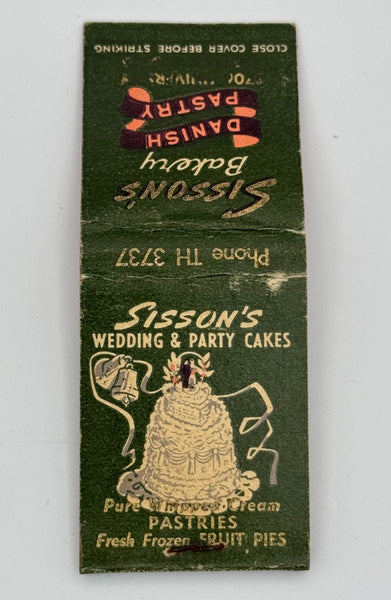 CLOSE COVER BEFORE STRIKING
SISSON'S
Bakery
DANISH
PASTRY
Phone TH 3737
SISSON'S
WEDDING & PARTY CAKES
Pure Whipped Cream
PASTRIES
Fresh Frozen FRUIT PIES